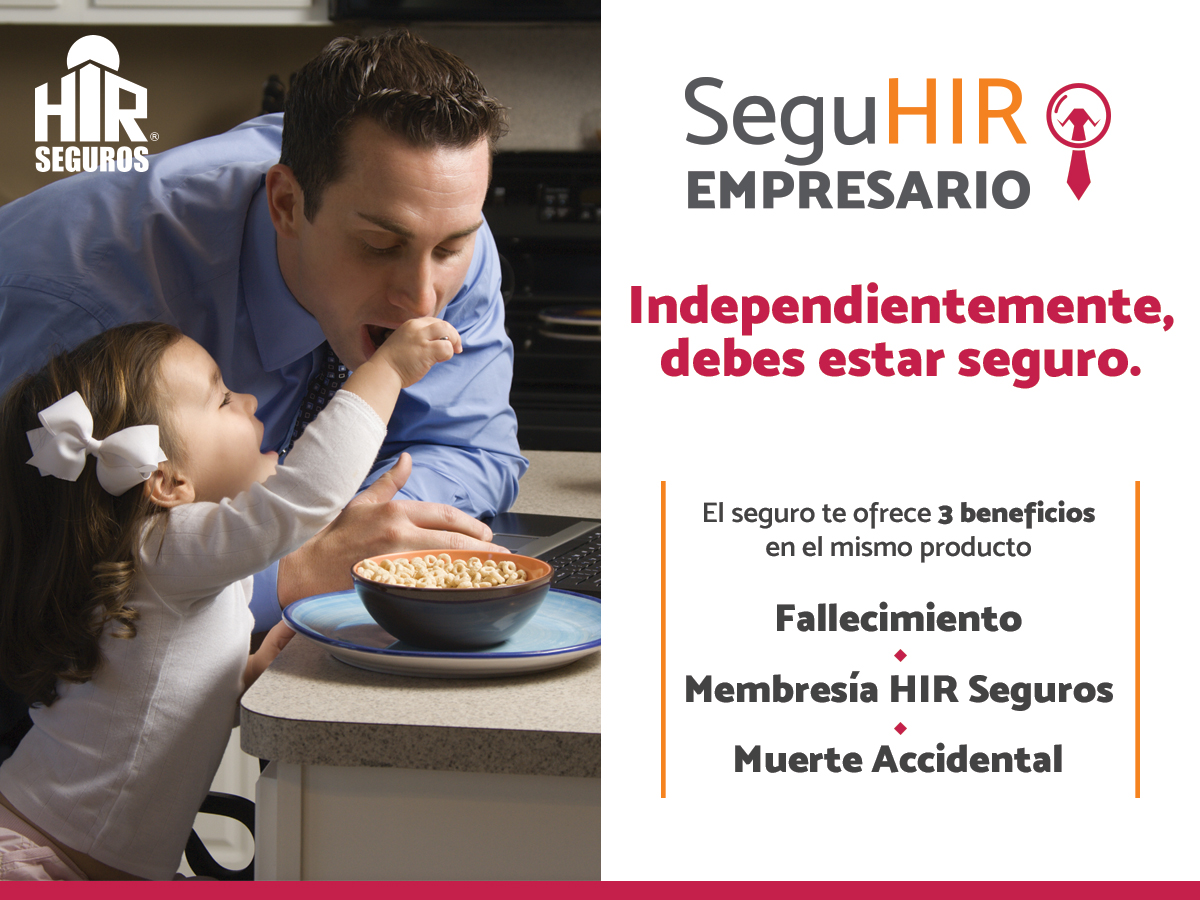 HIR®
SEGUROS
SeguHIR
EMPRESARIO
Independientemente,
debes estar seguro.
El seguro te ofrece 3 beneficios
en el mismo producto
Fallecimiento
Membresía HIR Seguros
Muerte Accidental